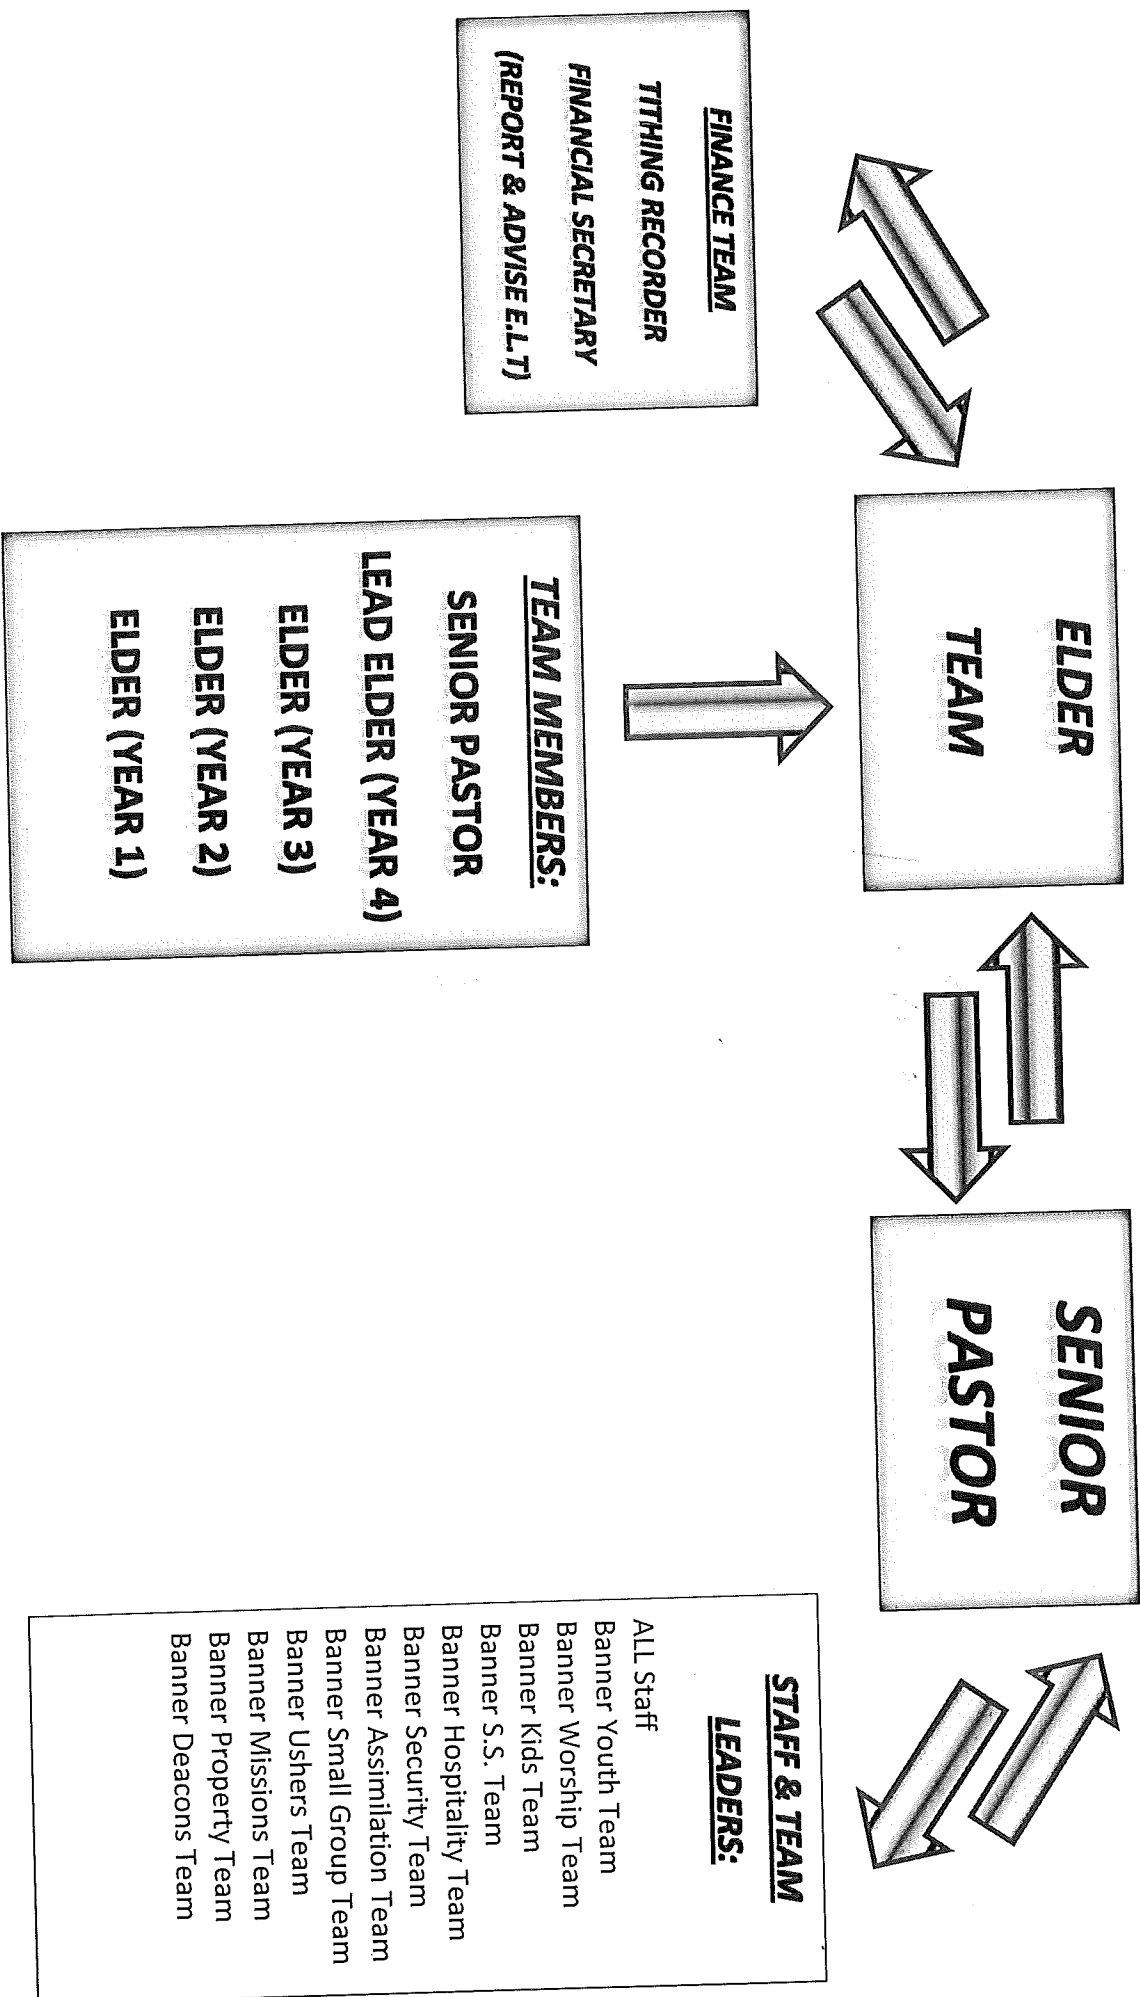 ELDER
TEAM
SENIOR
PASTOR
FINANCE TEAM
TITHING RECORDER
FINANCIAL SECRETARY
(REPORT & ADVISE E.L.T)
TEAM MEMBERS:
SENIOR PASTOR
LEAD ELDER (YEAR 4)
ELDER (YEAR 3)
ELDER (YEAR 2)
ELDER (YEAR 1)
STAFF & TEAM
LEADERS:
ALL Staff
Banner Youth Team
Banner Worship Team
Banner Kids Team
Banner S.S. Team
Banner Hospitality Team
Banner Security Team
Banner Assimilation Team
Banner Small Group Team
Banner Ushers Team
Banner Missions Team
Banner Property Team
Banner Deacons Team